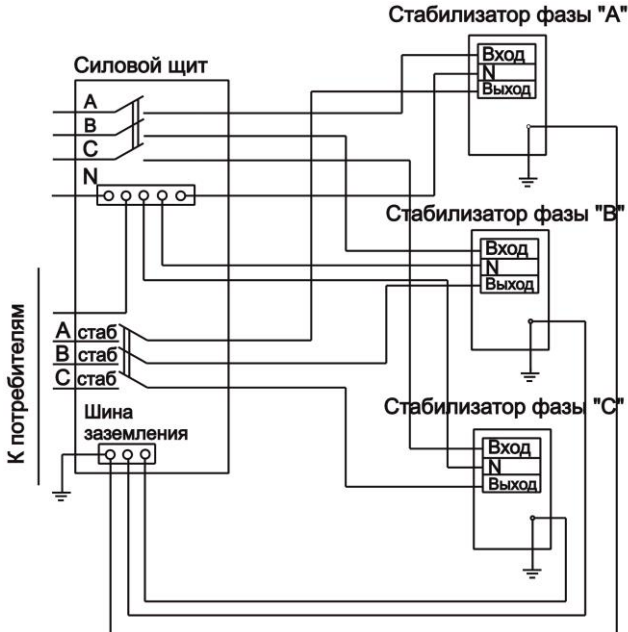 Стабилизатор фазы "А"
Вход
N
Выход
Силовой щит
А
В
С
N
Стабилизатор фазы "В"
Вход
N
Выход
К потребителям
А стаб
В стаб
С стаб
Шина
заземления
Стабилизатор фазы "С"
Вход
N
Выход